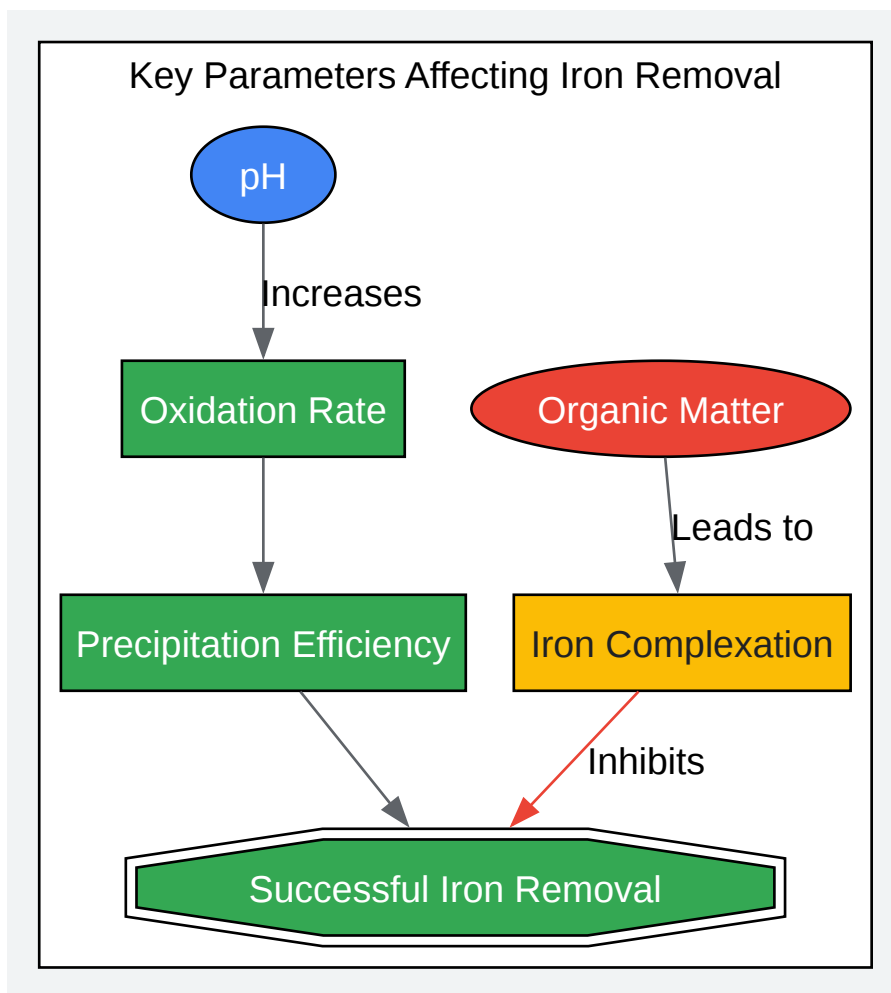 Key Parameters Affecting Iron Removal
pH
Increases
Oxidation Rate
Organic Matter
Leads to
Precipitation Efficiency
Iron Complexation
Inhibits
Successful Iron Removal